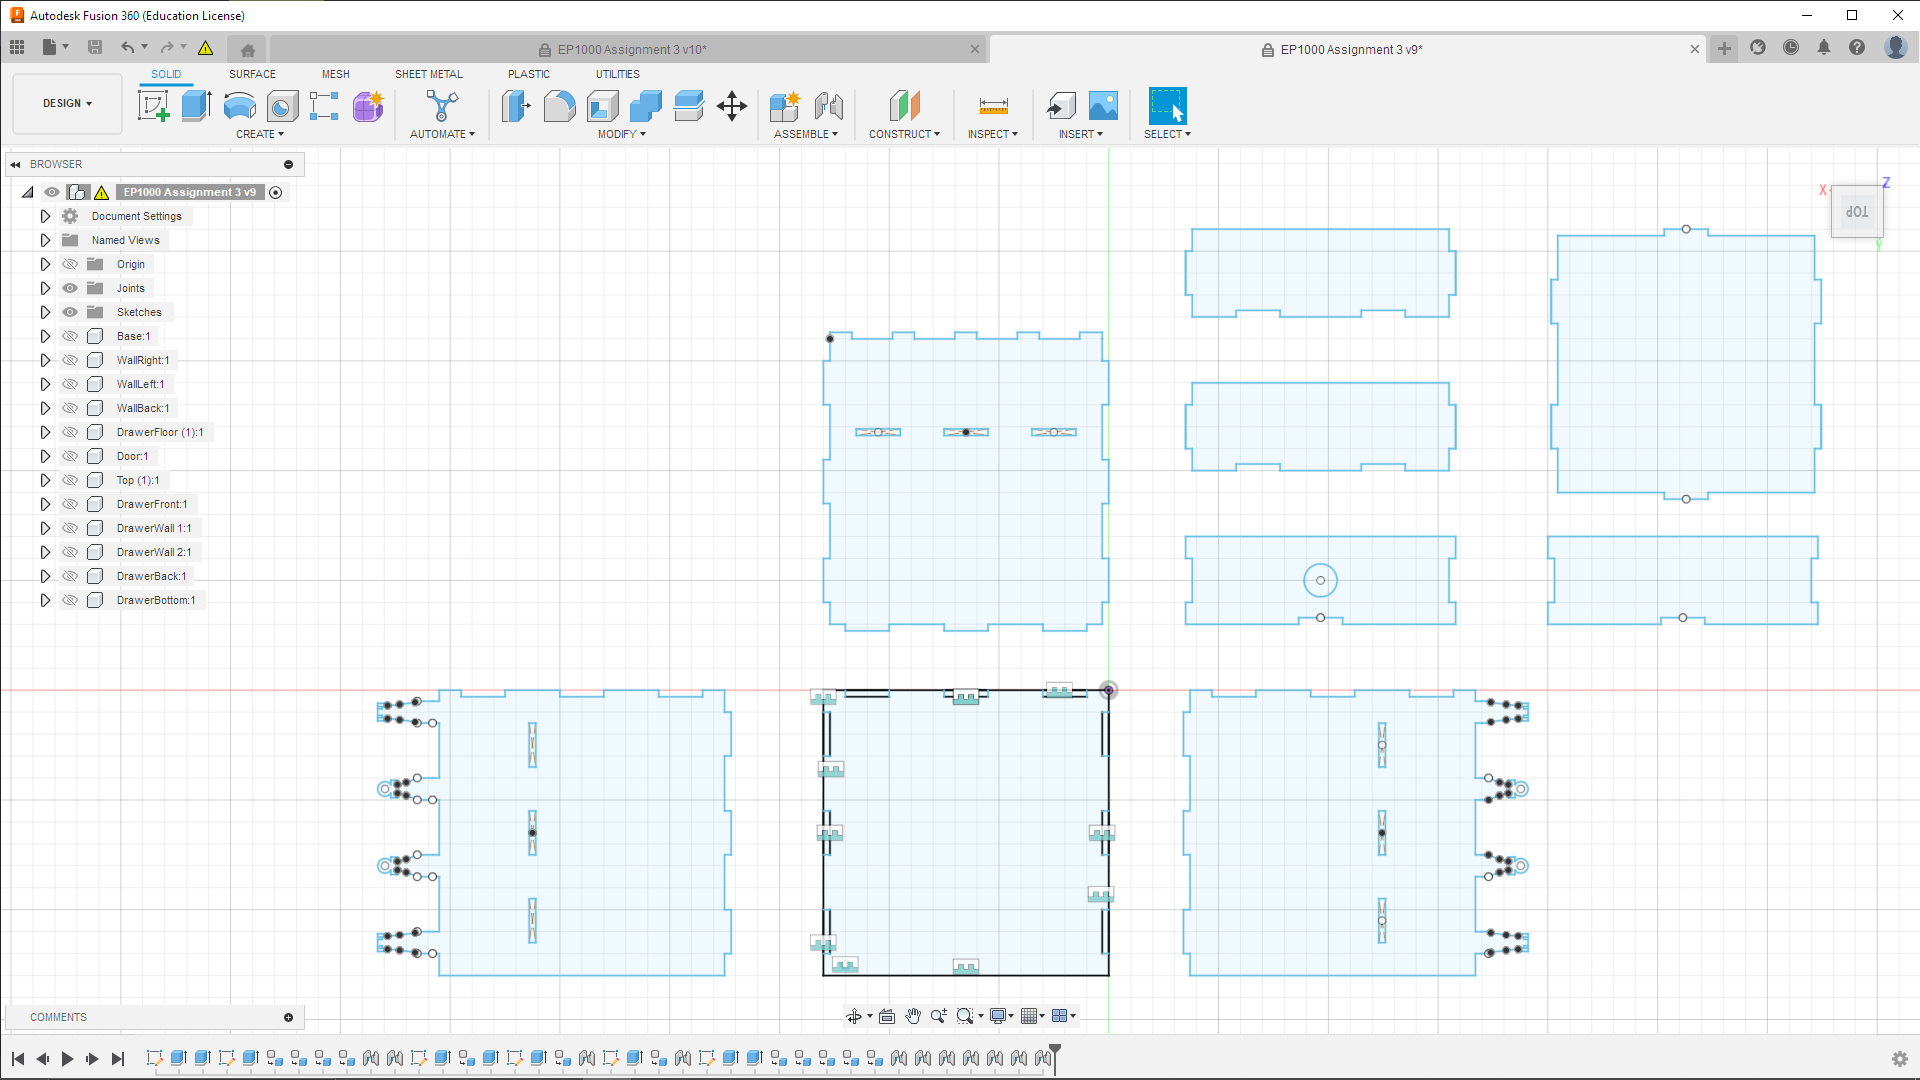 Autodesk Fusion 360 (Education License)
EP1000 Assignment 3 v10*
EP1000 Assignment 3 v9*
DESIGN
SOLID
SURFACE
MESH
SHEET METAL
PLASTIC
UTILITIES
CREATE
AUTOMATE
MODIFY
ASSEMBLE
CONSTRUCT
INSPECT
INSERT
SELECT
BROWSER
EP1000 Assignment 3 v9
Document Settings
Named Views
Origin
Joints
Sketches
Base:1
WallRight:1
WallLeft:1
WallBack:1
DrawerFloor (1):1
Door:1
Top (1):1
DrawerFront:1
DrawerWall 1:1
DrawerWall 2:1
DrawerBack:1
DrawerBottom:1
X
Z
TOP
Y
COMMENTS